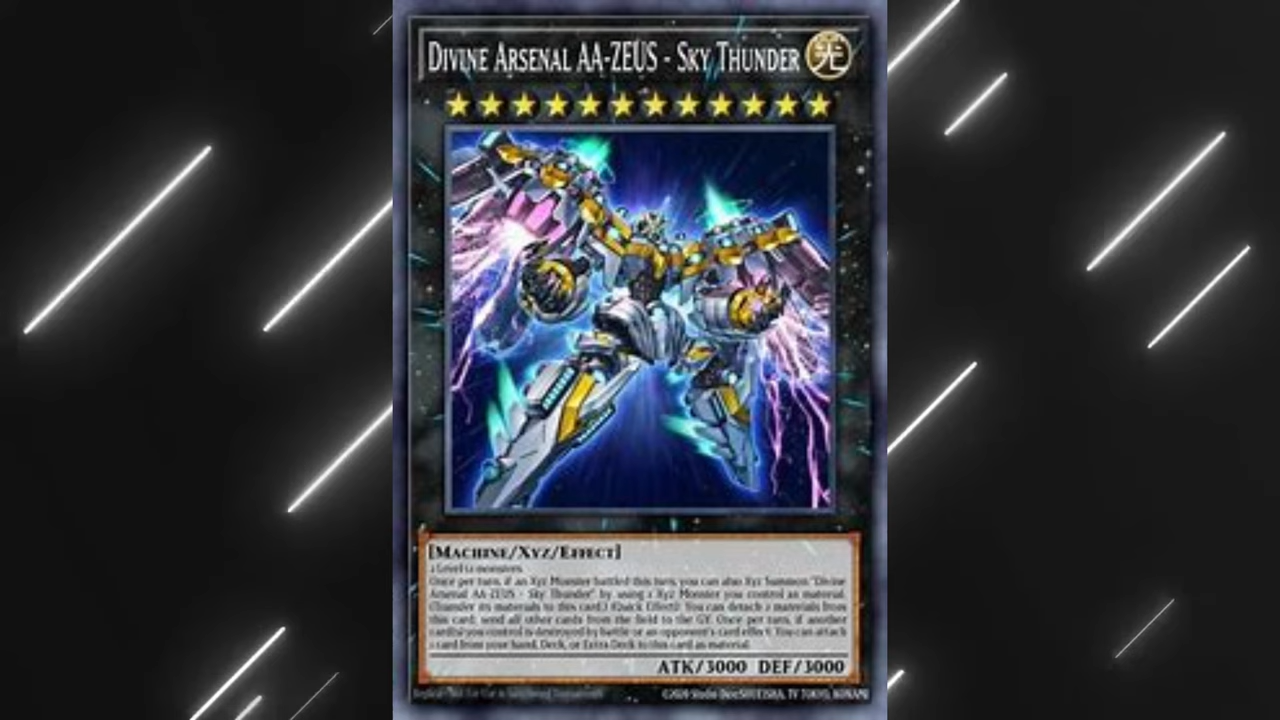 DIVINE ARSENAL AA-ZEUS - SKY THUNDER
光
[MACHINE/XYZ/EFFECT]
2 Level 12 monsters
Once per turn, if an Xyz Monster battled this turn, you can also Xyz Summon "Divine
Arsenal AA-ZEUS - Sky Thunder" by using 1 Xyz Monster you control as material.
its materials to this card.) (Quick Effect): You can detach 2 materials from
this card; send all other cards from the field to the GY. Once per turn, if another
card(s) you control is destroyed by battle or an opponent's card effect: You can attach
1 card from your hand, Deck, or Extra Deck to this card as material.
ATK/3000 DEF/3000
©2020 Studio Dice/SHUEISHA, TV TOKYO, KONAMI